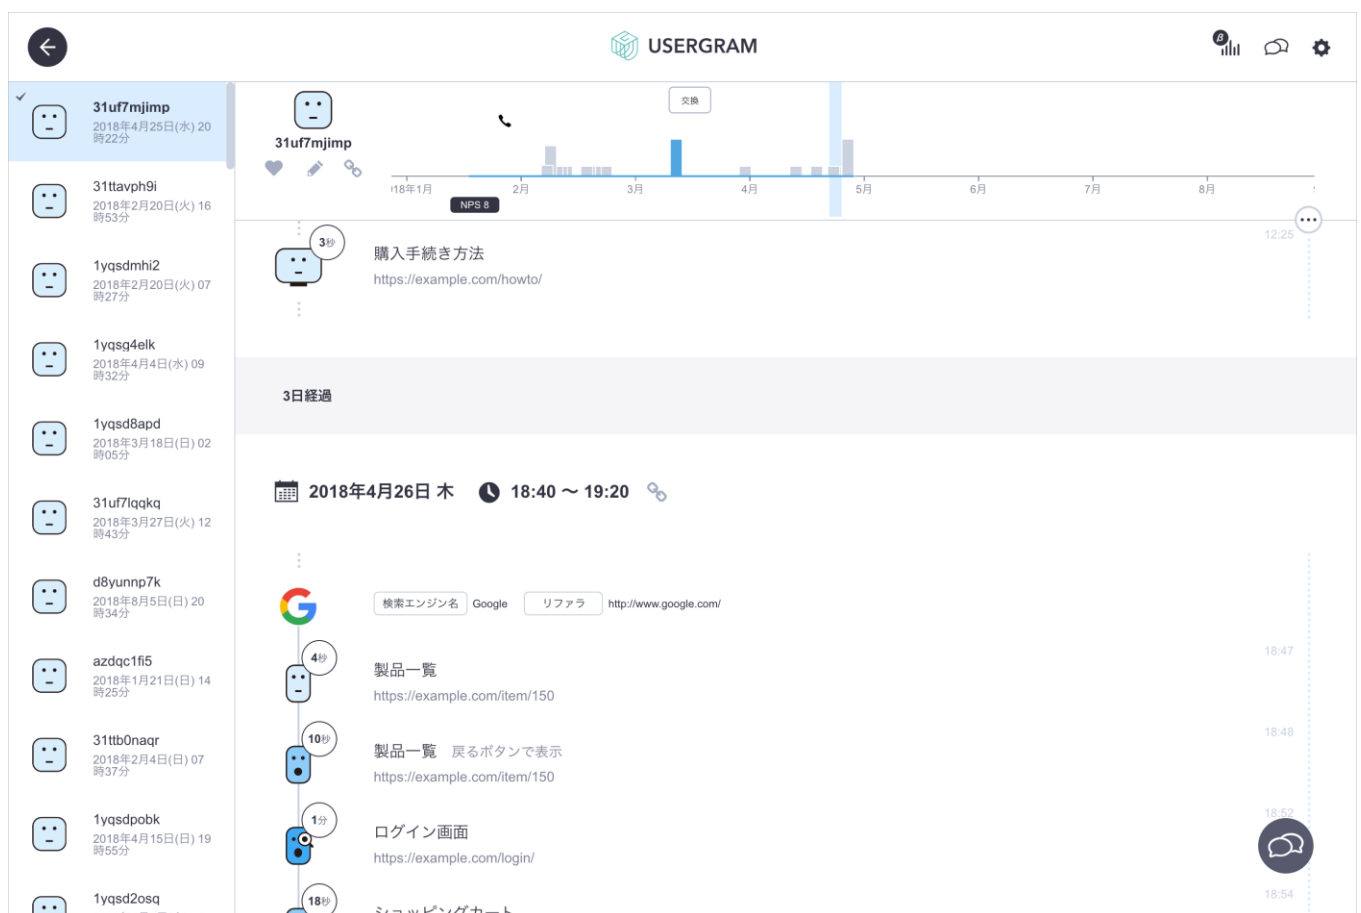 USERGRAM
β
31uf7mjimp
2018年4月25日(水) 20
時22分
31ttavph9i
2018年2月20日(火) 16
時53分
1yqsdmhi2
2018年2月20日(火) 07
時27分
1yqsg4elk
2018年4月4日(水) 09
時32分
1yqsd8apd
2018年3月18日(日) 02
時05分
31uf7lqqkq
2018年3月27日(火) 12
時43分
d8yunnp7k
2018年8月5日(日) 20
時34分
azdqc1fi5
2018年1月21日(日) 14
時25分
31ttb0naqr
2018年2月4日(日) 07
時37分
1yqsdpobk
2018年4月15日(日) 19
時55分
1yqsd2osq
31uf7mjimp
交換
18年1月
2月
3月
4月
5月
6月
7月
8月
NPS 8
3秒
購入手続き方法
12:25
https://example.com/howto/
3日経過
2018年4月26日 木
18:40 〜 19:20
検索エンジン名 Google リファラ http://www.google.com/
4秒
製品一覧
18:47
https://example.com/item/150
10秒
製品一覧 戻るボタンで表示
18:48
https://example.com/item/150
1分
ログイン画面
18:52
https://example.com/login/
18秒
ショッピングカート
18:54